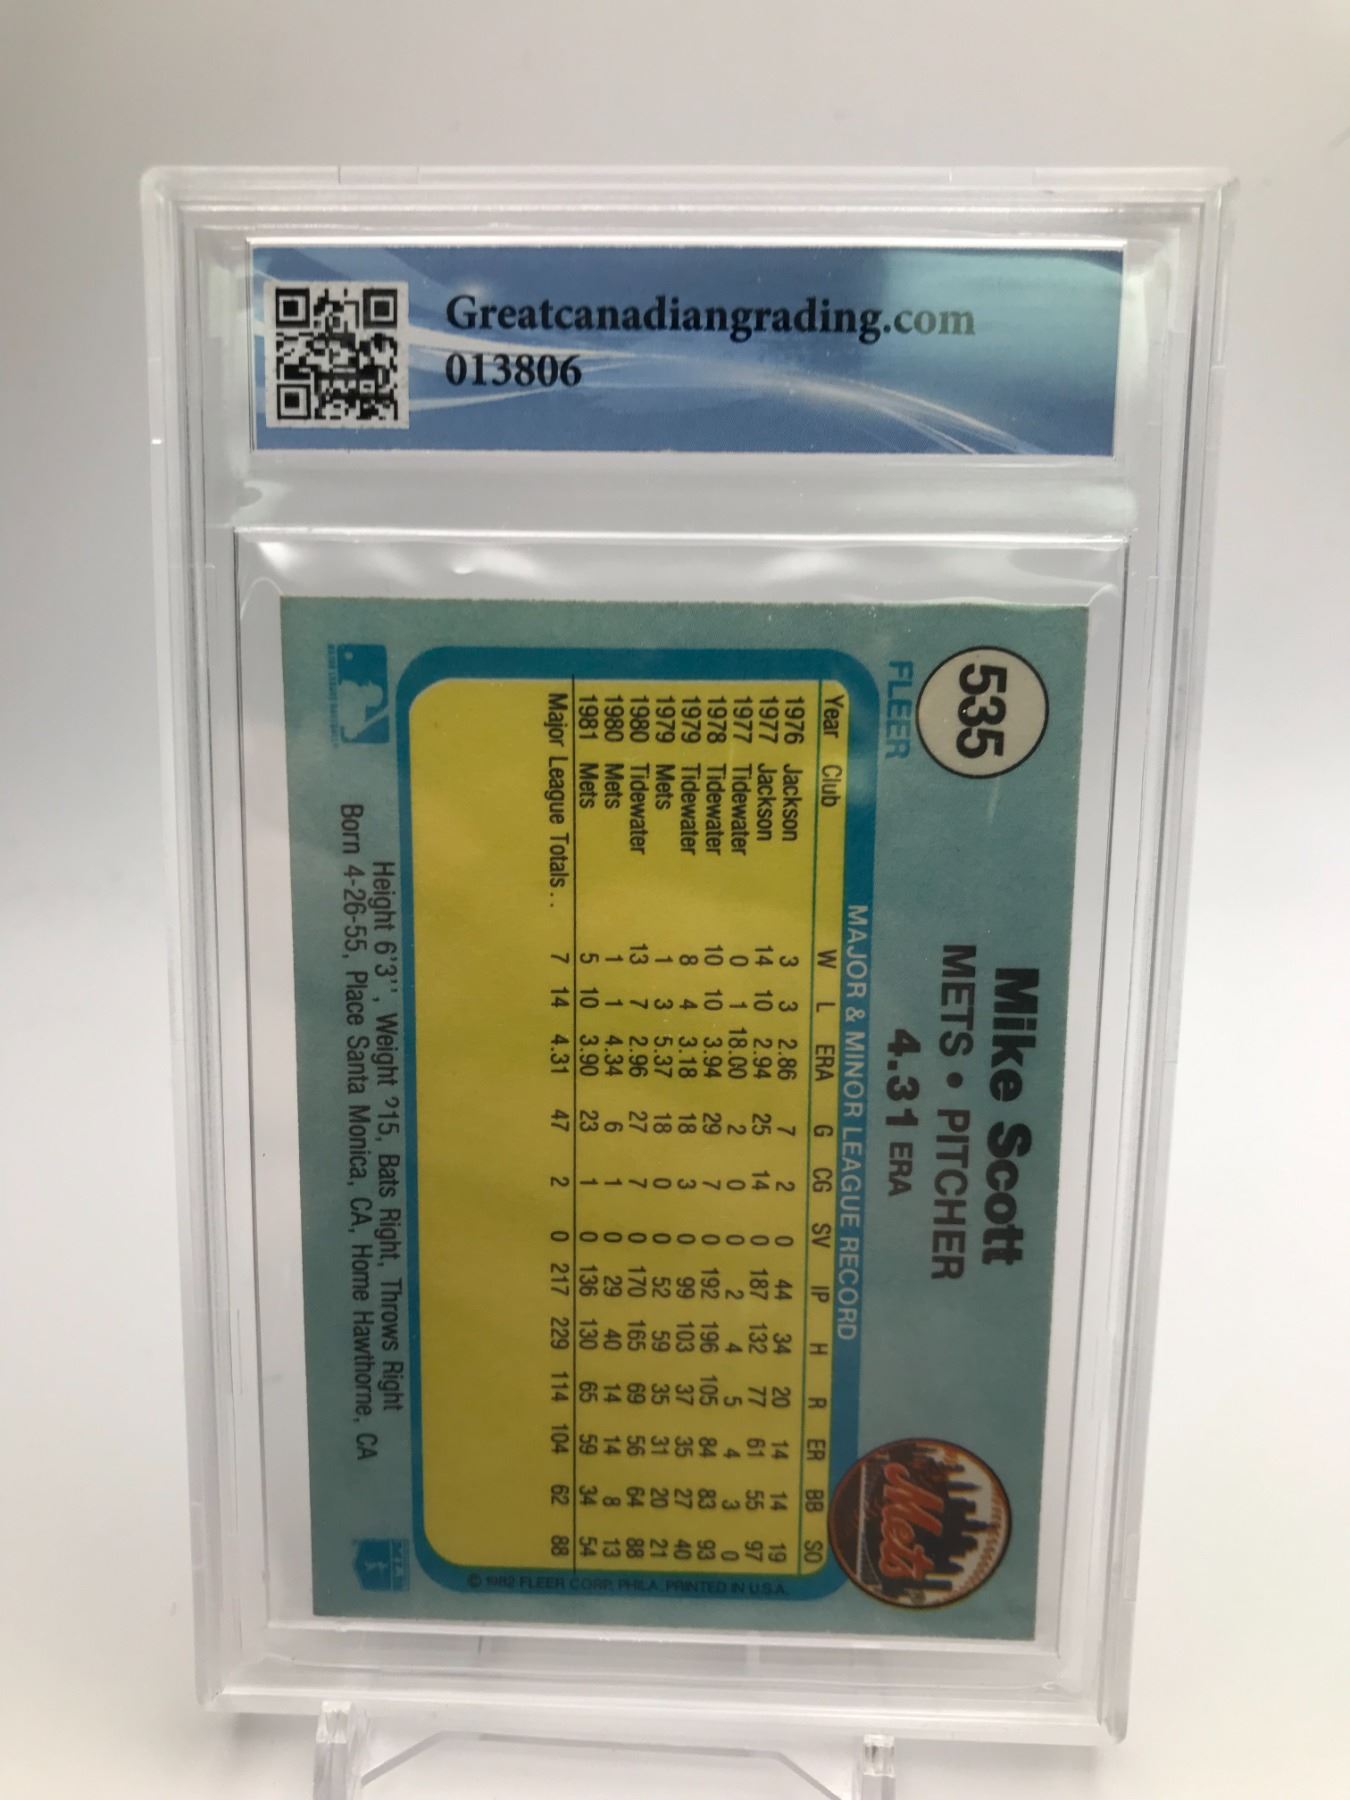 Greatcanadiangrading.com
013806
535
FLEER
Mike Scott
METS • PITCHER
4.31 ERA
Mets
MAJOR & MINOR LEAGUE RECORD
Year Club W L ERA G CG SV IP H R ER BB SO
1976 Jackson 3 3 2.86 7 2 0 44 34 20 14 14 19
1977 Jackson 14 10 2.94 25 14 0 187 132 77 61 55 97
1977 Tidewater 0 1 18.00 2 0 0 2 4 5 4 3 0
1978 Tidewater 10 10 3.94 29 7 0 192 196 105 84 83 93
1979 Tidewater 8 4 3.18 18 3 0 99 103 37 35 27 40
1979 Mets 1 3 5.37 18 0 0 52 59 35 31 20 21
1980 Tidewater 13 7 2.96 27 7 0 170 165 69 56 64 88
1980 Mets 1 1 4.34 6 1 0 29 40 14 14 8 13
1981 Mets 5 10 3.90 23 1 0 136 130 65 59 34 54
Major League Totals . . 7 14 4.31 47 2 0 217 229 114 104 62 88
© 1982 FLEER CORP. PHILA. PRINTED IN U.S.A.
Height 6'3'', Weight 215, Bats Right, Throws Right
Born 4-26-55, Place Santa Monica, CA, Home Hawthorne, CA